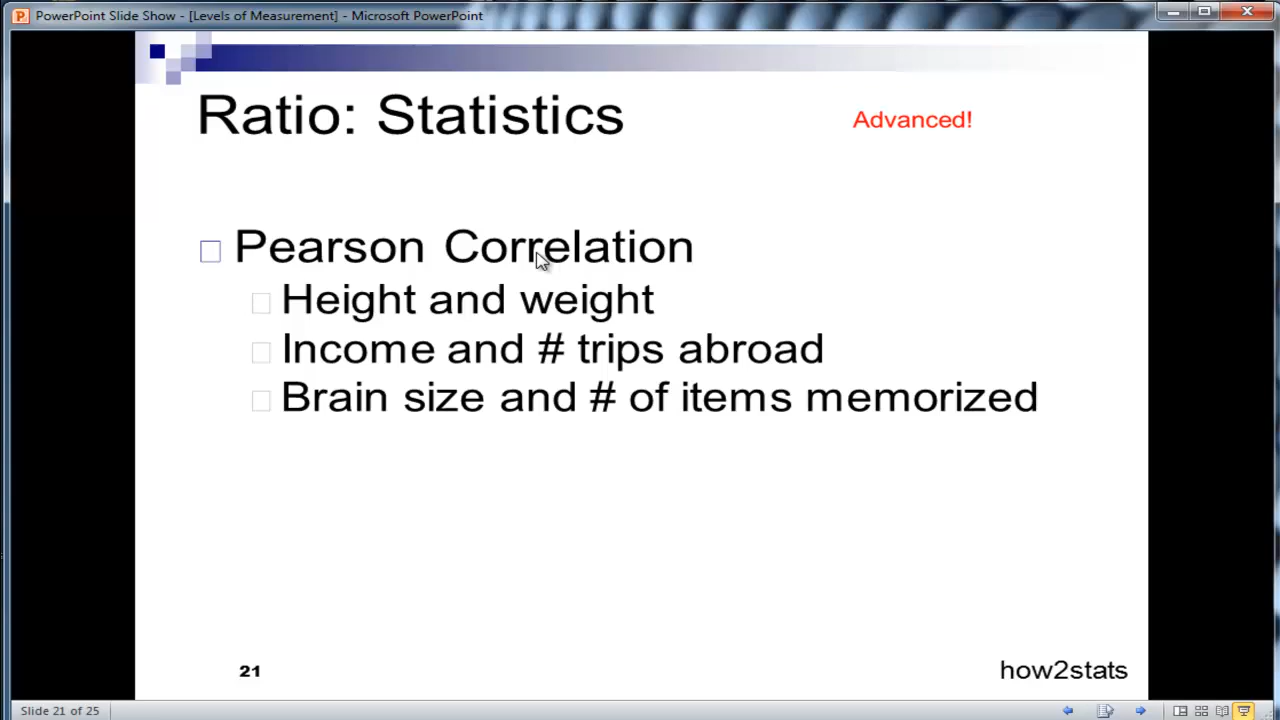 PowerPoint Slide Show - [Levels of Measurement] - Microsoft PowerPoint
Ratio: Statistics
Advanced!
Pearson Correlation
Height and weight
Income and # trips abroad
Brain size and # of items memorized
21
how2stats
Slide 21 of 25